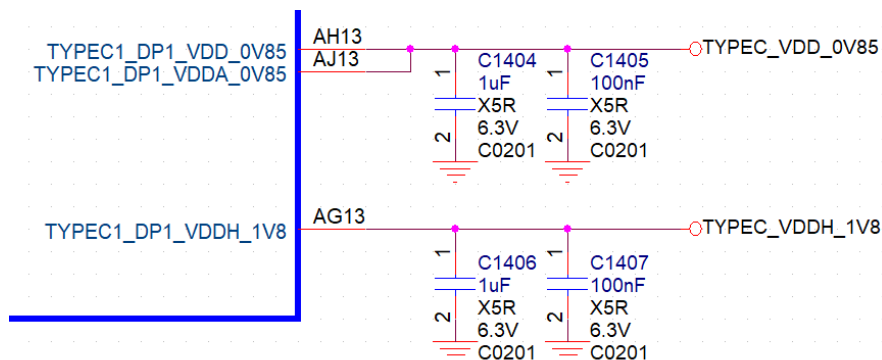 AH13
TYPEC1_DP1_VDD_0V85
TYPEC_VDD_0V85
AJ13
TYPEC1_DP1_VDDA_0V85
1
C1404
1uF
X5R
6.3V
C0201
2
1
C1405
100nF
X5R
6.3V
C0201
2
AG13
TYPEC1_DP1_VDDH_1V8
TYPEC_VDDH_1V8
1
C1406
1uF
X5R
6.3V
C0201
2
1
C1407
100nF
X5R
6.3V
C0201
2